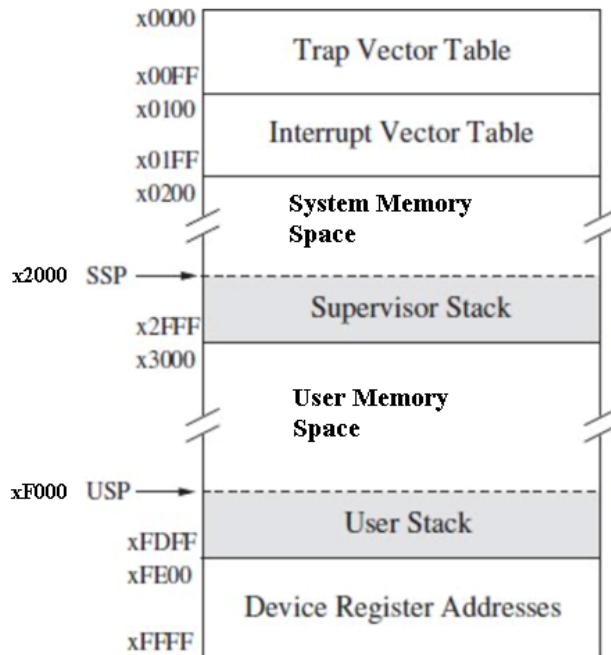 x0000
Trap Vector Table
x00FF
x0100
Interrupt Vector Table
x01FF
x0200
System Memory
Space
x2000 SSP
Supervisor Stack
x2FFF
x3000
User Memory
Space
xF000 USP
User Stack
xFDFF
xFE00
Device Register Addresses
xFFFF